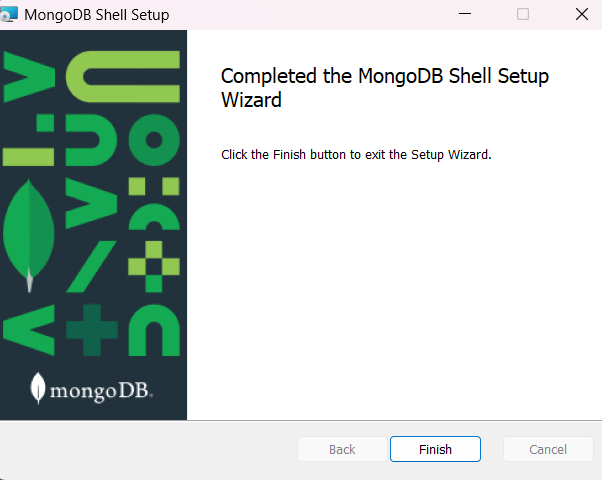 MongoDB Shell Setup
Completed the MongoDB Shell Setup
Wizard
Click the Finish button to exit the Setup Wizard.
mongoDB.
Back
Finish
Cancel